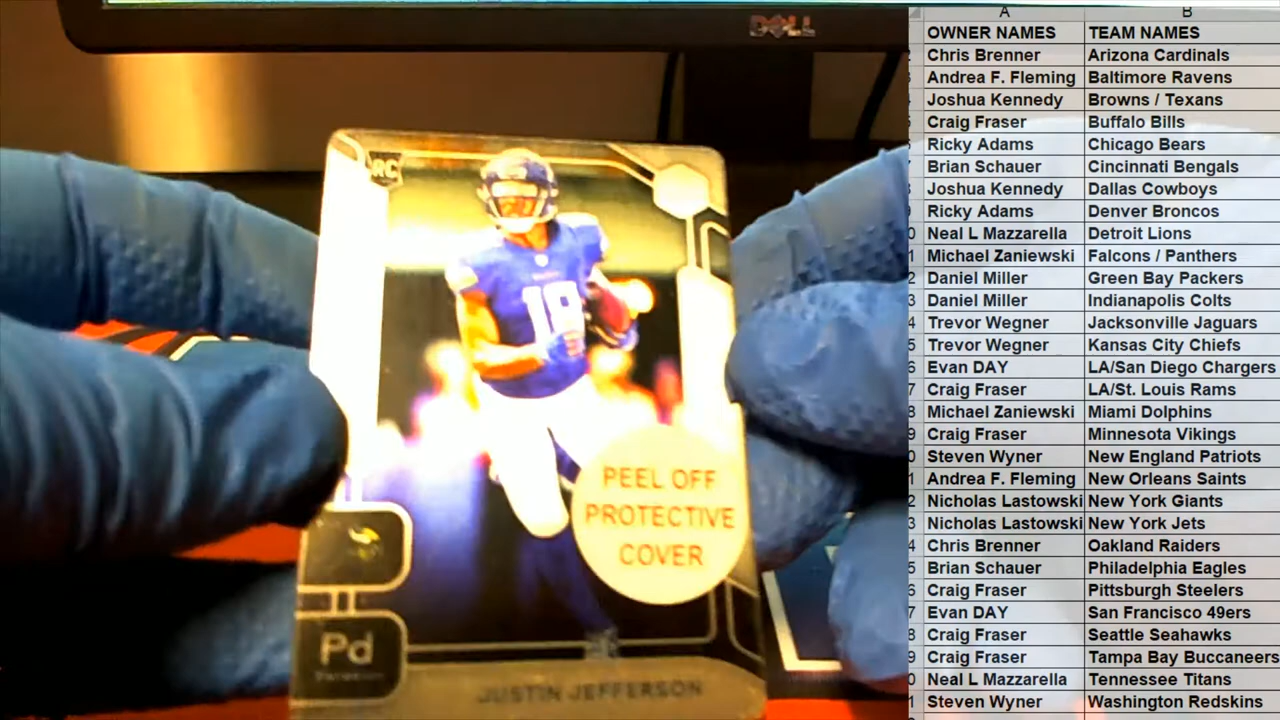 DELL
RC
18
PEEL OFF
PROTECTIVE
COVER
Pd
JUSTIN JEFFERSON
A B
OWNER NAMES TEAM NAMES
Chris Brenner Arizona Cardinals
Andrea F. Fleming Baltimore Ravens
Joshua Kennedy Browns / Texans
Craig Fraser Buffalo Bills
Ricky Adams Chicago Bears
Brian Schauer Cincinnati Bengals
Joshua Kennedy Dallas Cowboys
Ricky Adams Denver Broncos
Neal L Mazzarella Detroit Lions
Michael Zaniewski Falcons / Panthers
Daniel Miller Green Bay Packers
Daniel Miller Indianapolis Colts
Trevor Wegner Jacksonville Jaguars
Trevor Wegner Kansas City Chiefs
Evan DAY LA/San Diego Chargers
Craig Fraser LA/St. Louis Rams
Michael Zaniewski Miami Dolphins
Craig Fraser Minnesota Vikings
Steven Wyner New England Patriots
Andrea F. Fleming New Orleans Saints
Nicholas Lastowski New York Giants
Nicholas Lastowski New York Jets
Chris Brenner Oakland Raiders
Brian Schauer Philadelphia Eagles
Craig Fraser Pittsburgh Steelers
Evan DAY San Francisco 49ers
Craig Fraser Seattle Seahawks
Craig Fraser Tampa Bay Buccaneers
Neal L Mazzarella Tennessee Titans
Steven Wyner Washington Redskins